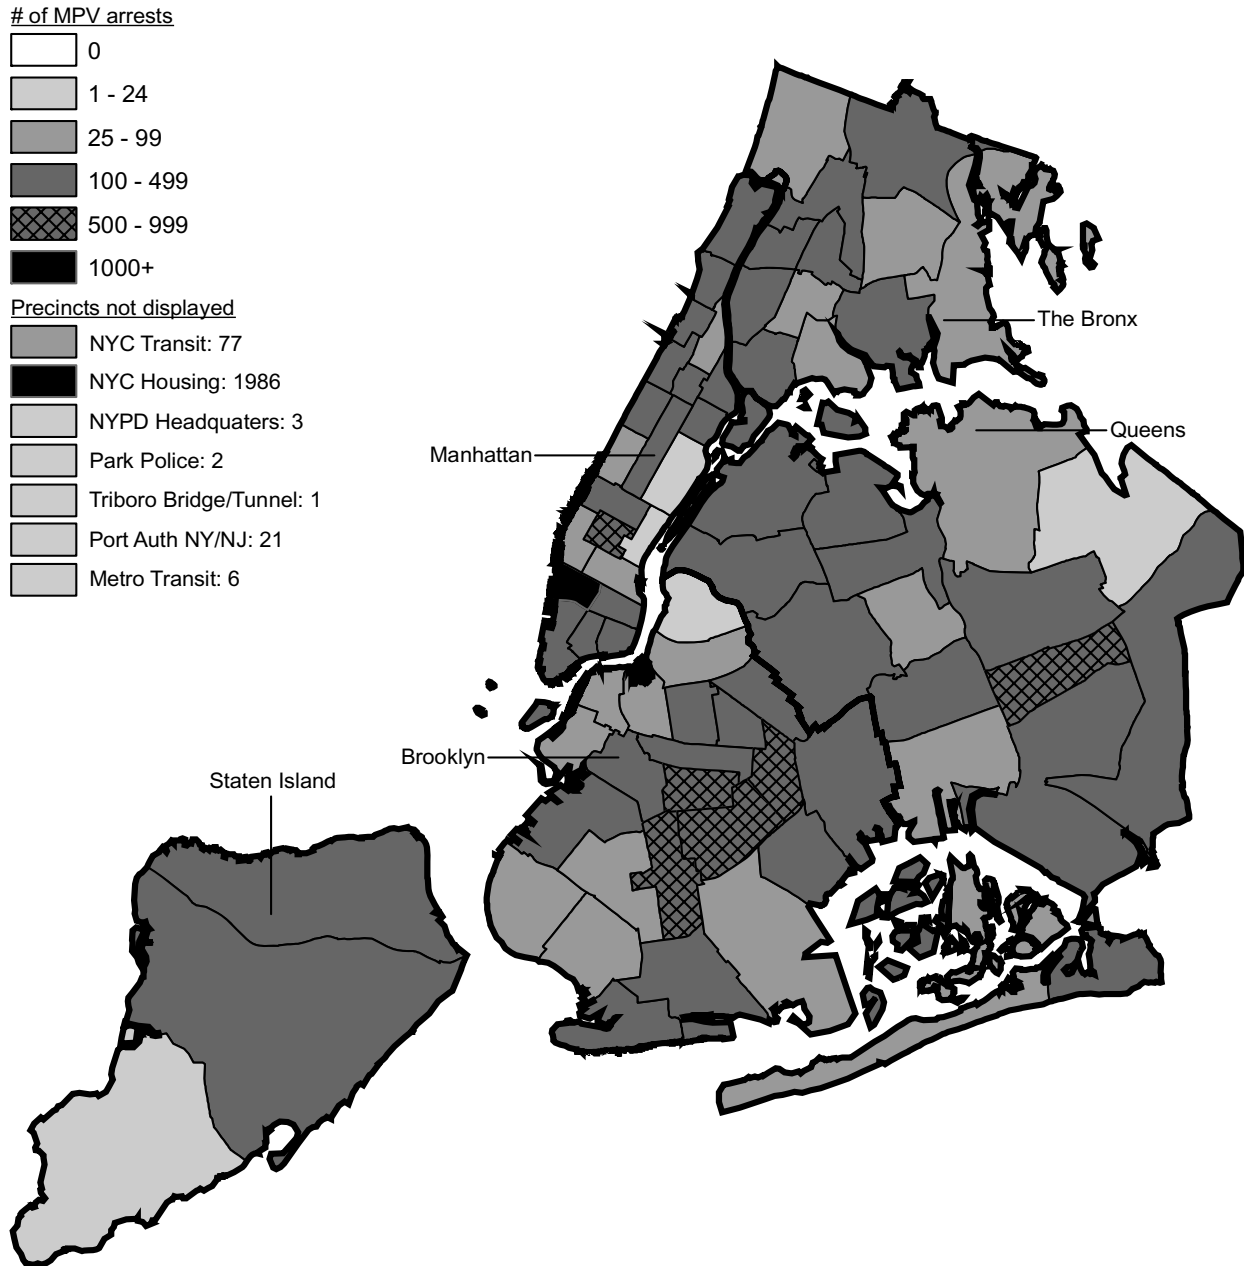 # of MPV arrests
0
1 - 24
25 - 99
100 - 499
500 - 999
1000+
Precincts not displayed
NYC Transit: 77
NYC Housing: 1986
NYPD Headquaters: 3
Park Police: 2
Triboro Bridge/Tunnel: 1
Port Auth NY/NJ: 21
Metro Transit: 6
The Bronx
Queens
Manhattan
Brooklyn
Staten Island